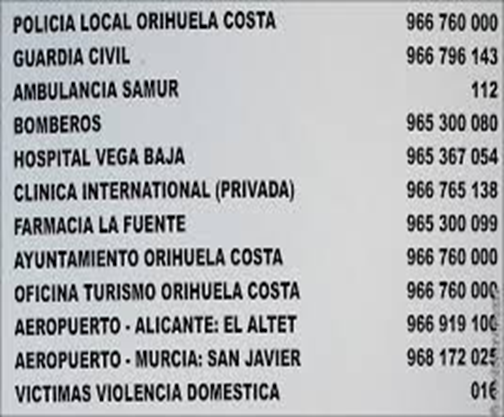 POLICIA LOCAL ORIHUELA COSTA 966 760 000
GUARDIA CIVIL 966 796 143
AMBULANCIA SAMUR 112
BOMBEROS 965 300 080
HOSPITAL VEGA BAJA 965 367 054
CLINICA INTERNATIONAL (PRIVADA) 966 765 138
FARMACIA LA FUENTE 965 300 099
AYUNTAMIENTO ORIHUELA COSTA 966 760 000
OFICINA TURISMO ORIHUELA COSTA 966 760 000
AEROPUERTO - ALICANTE: EL ALTET 966 919 100
AEROPUERTO - MURCIA: SAN JAVIER 968 172 025
VICTIMAS VIOLENCIA DOMESTICA 016